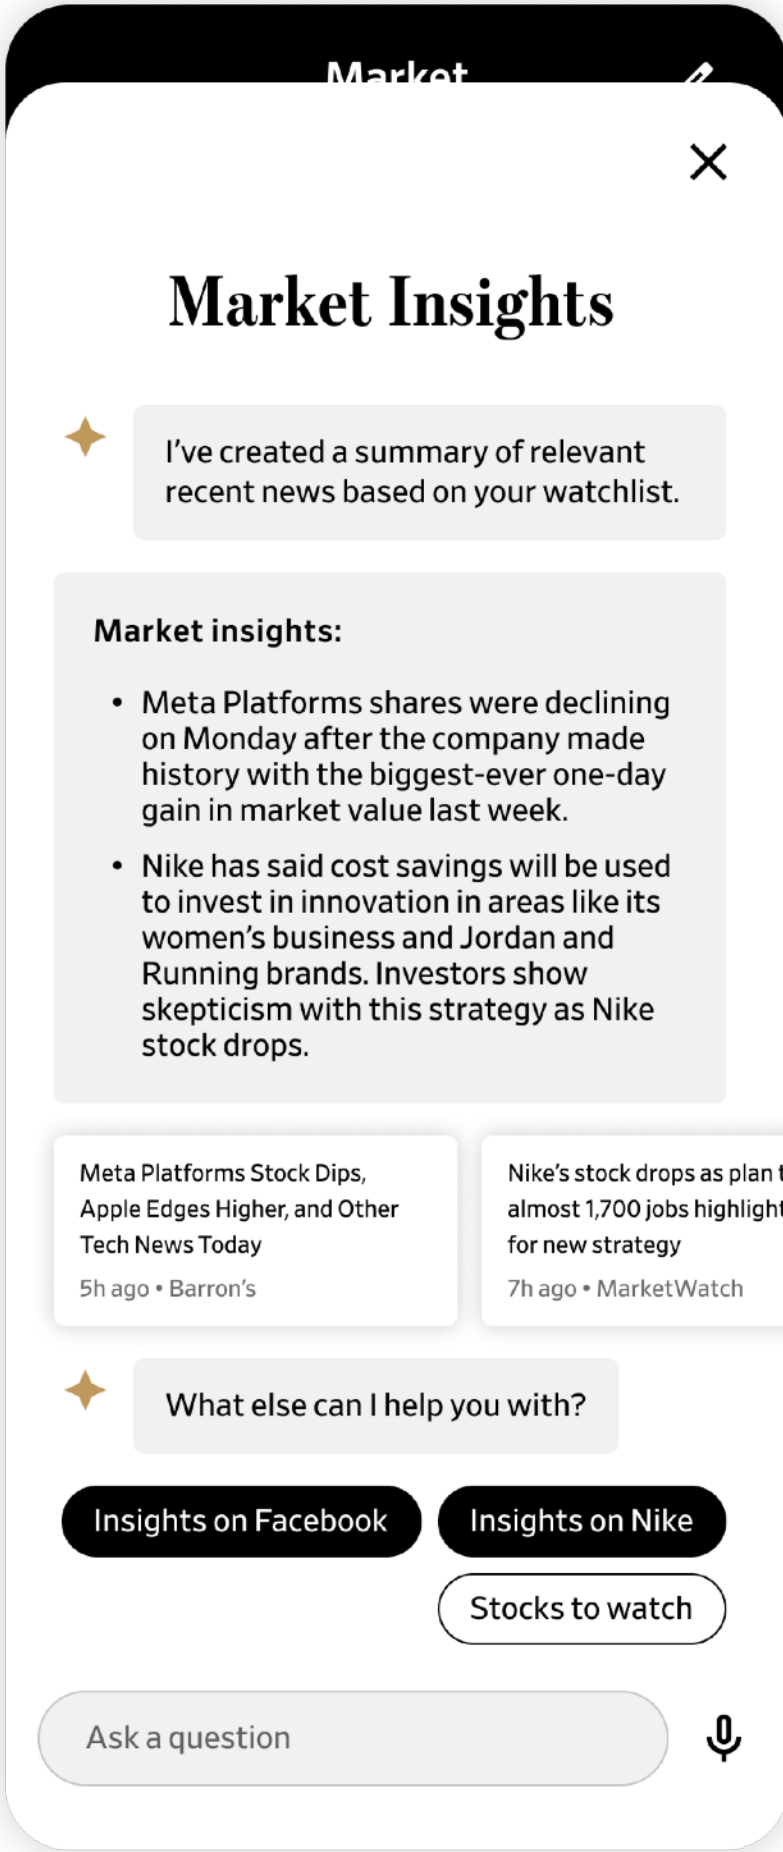 Market
Market Insights
I’ve created a summary of relevant
recent news based on your watchlist.
Market insights:
• Meta Platforms shares were declining
on Monday after the company made
history with the biggest-ever one-day
gain in market value last week.
• Nike has said cost savings will be used
to invest in innovation in areas like its
women’s business and Jordan and
Running brands. Investors show
skepticism with this strategy as Nike
stock drops.
Meta Platforms Stock Dips,
Apple Edges Higher, and Other
Tech News Today
5h ago • Barron’s
Nike’s stock drops as plan
almost 1,700 jobs highlight
for new strategy
7h ago • MarketWatch
What else can I help you with?
Insights on Facebook
Insights on Nike
Stocks to watch
Ask a question